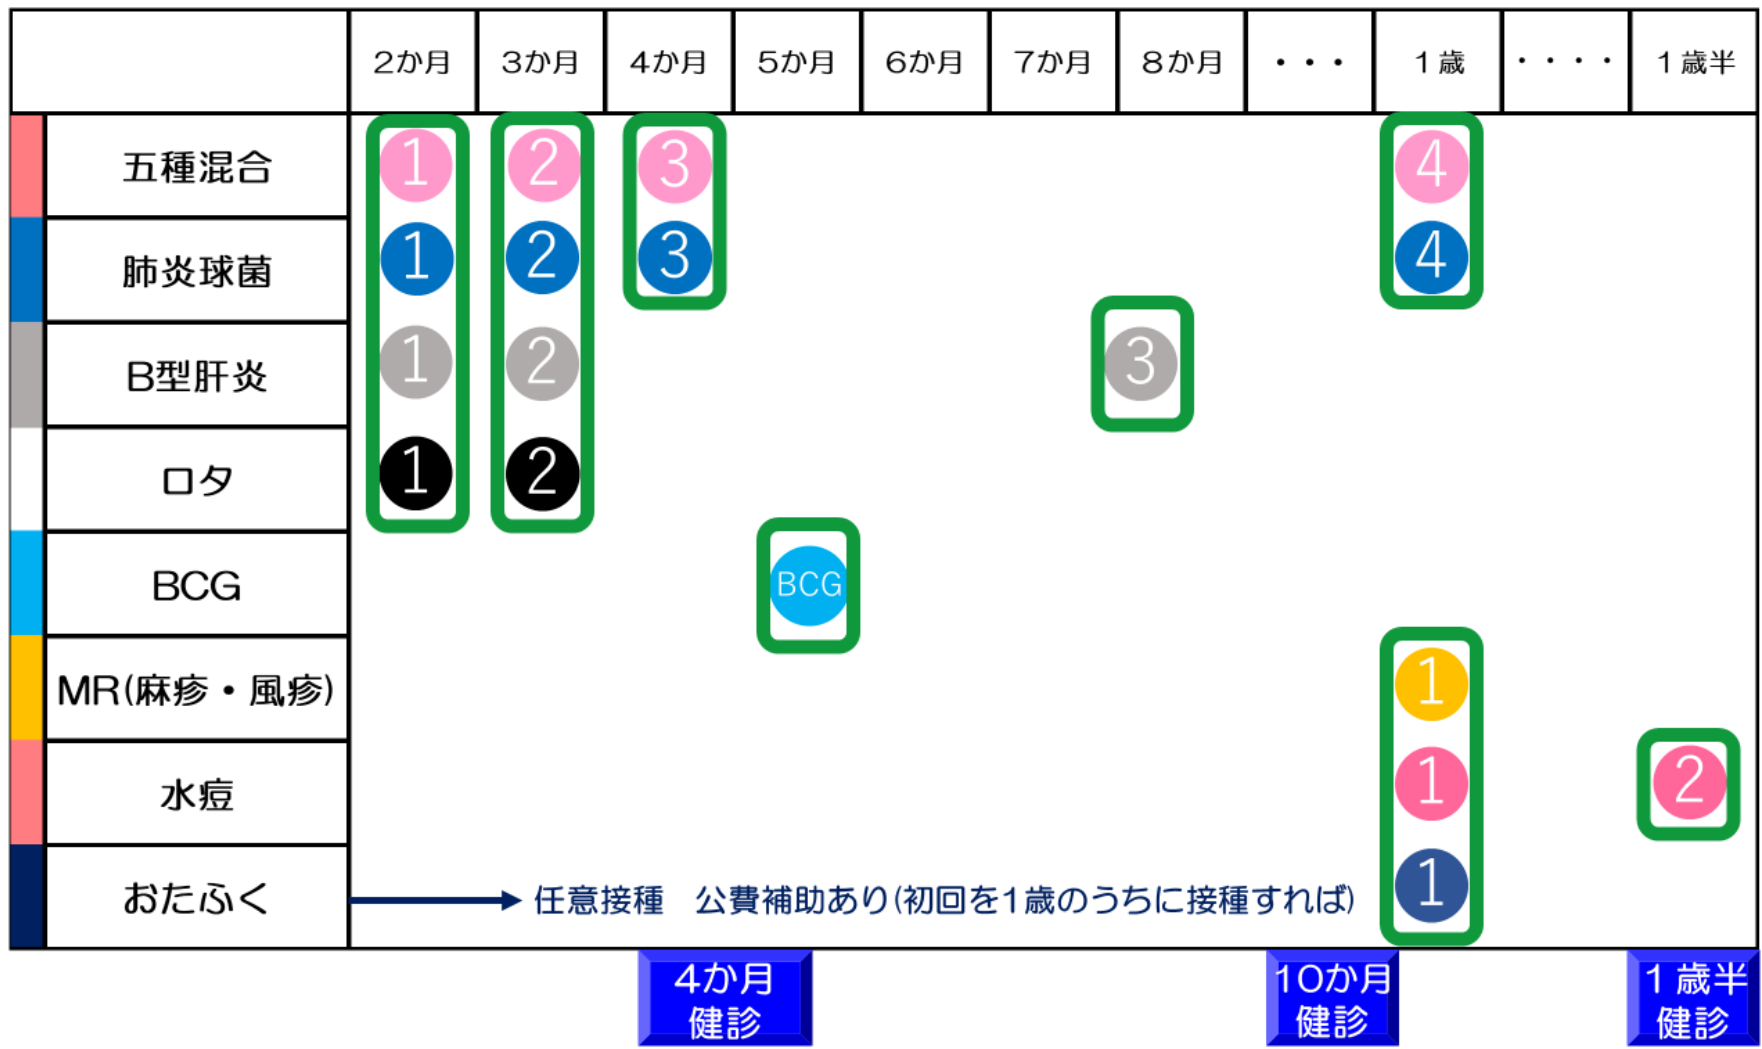 2か月 3か月 4か月 5か月 6か月 7か月 8か月 ・・・ 1歳 ・・・・ 1歳半
五種混合 1 2 3 4
肺炎球菌 1 2 3 4
B型肝炎 1 2 3
ロタ 1 2
BCG BCG
MR(麻疹・風疹) 1
水痘 1 2
おたふく 任意接種 公費補助あり(初回を1歳のうちに接種すれば) 1
4か月 10か月 1歳半
健診 健診 健診